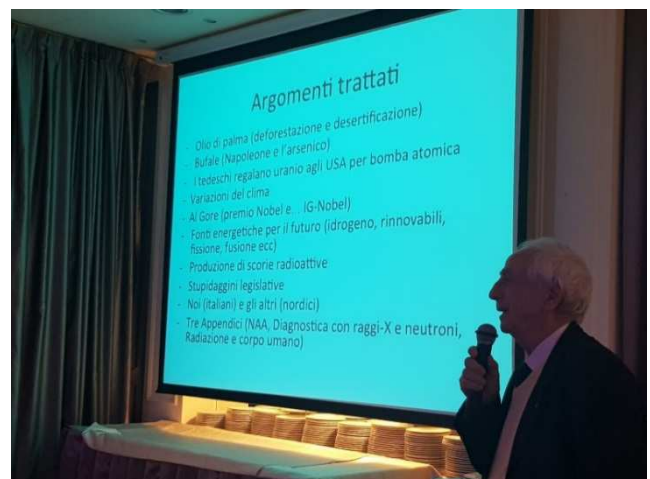 Argomenti trattati
- Olio di palma (deforestazione e desertificazione)
- Bufale (Napoleone e l'arsenico)
- I tedeschi regalano uranio agli USA per bomba atomica
- Variazioni del clima
- Al Gore (premio Nobel e. . . IG-Nobel)
- Fonti energetiche per il futuro (idrogeno, rinnovabili,
fissione, fusione ecc)
- Produzione di scorie radioattive
- Stupidaggini legislative
- Noi (italiani) e gli altri (nordici)
- Tre Appendici (NAA, Diagnostica con raggi-X e neutroni,
Radiazione e corpo umano)